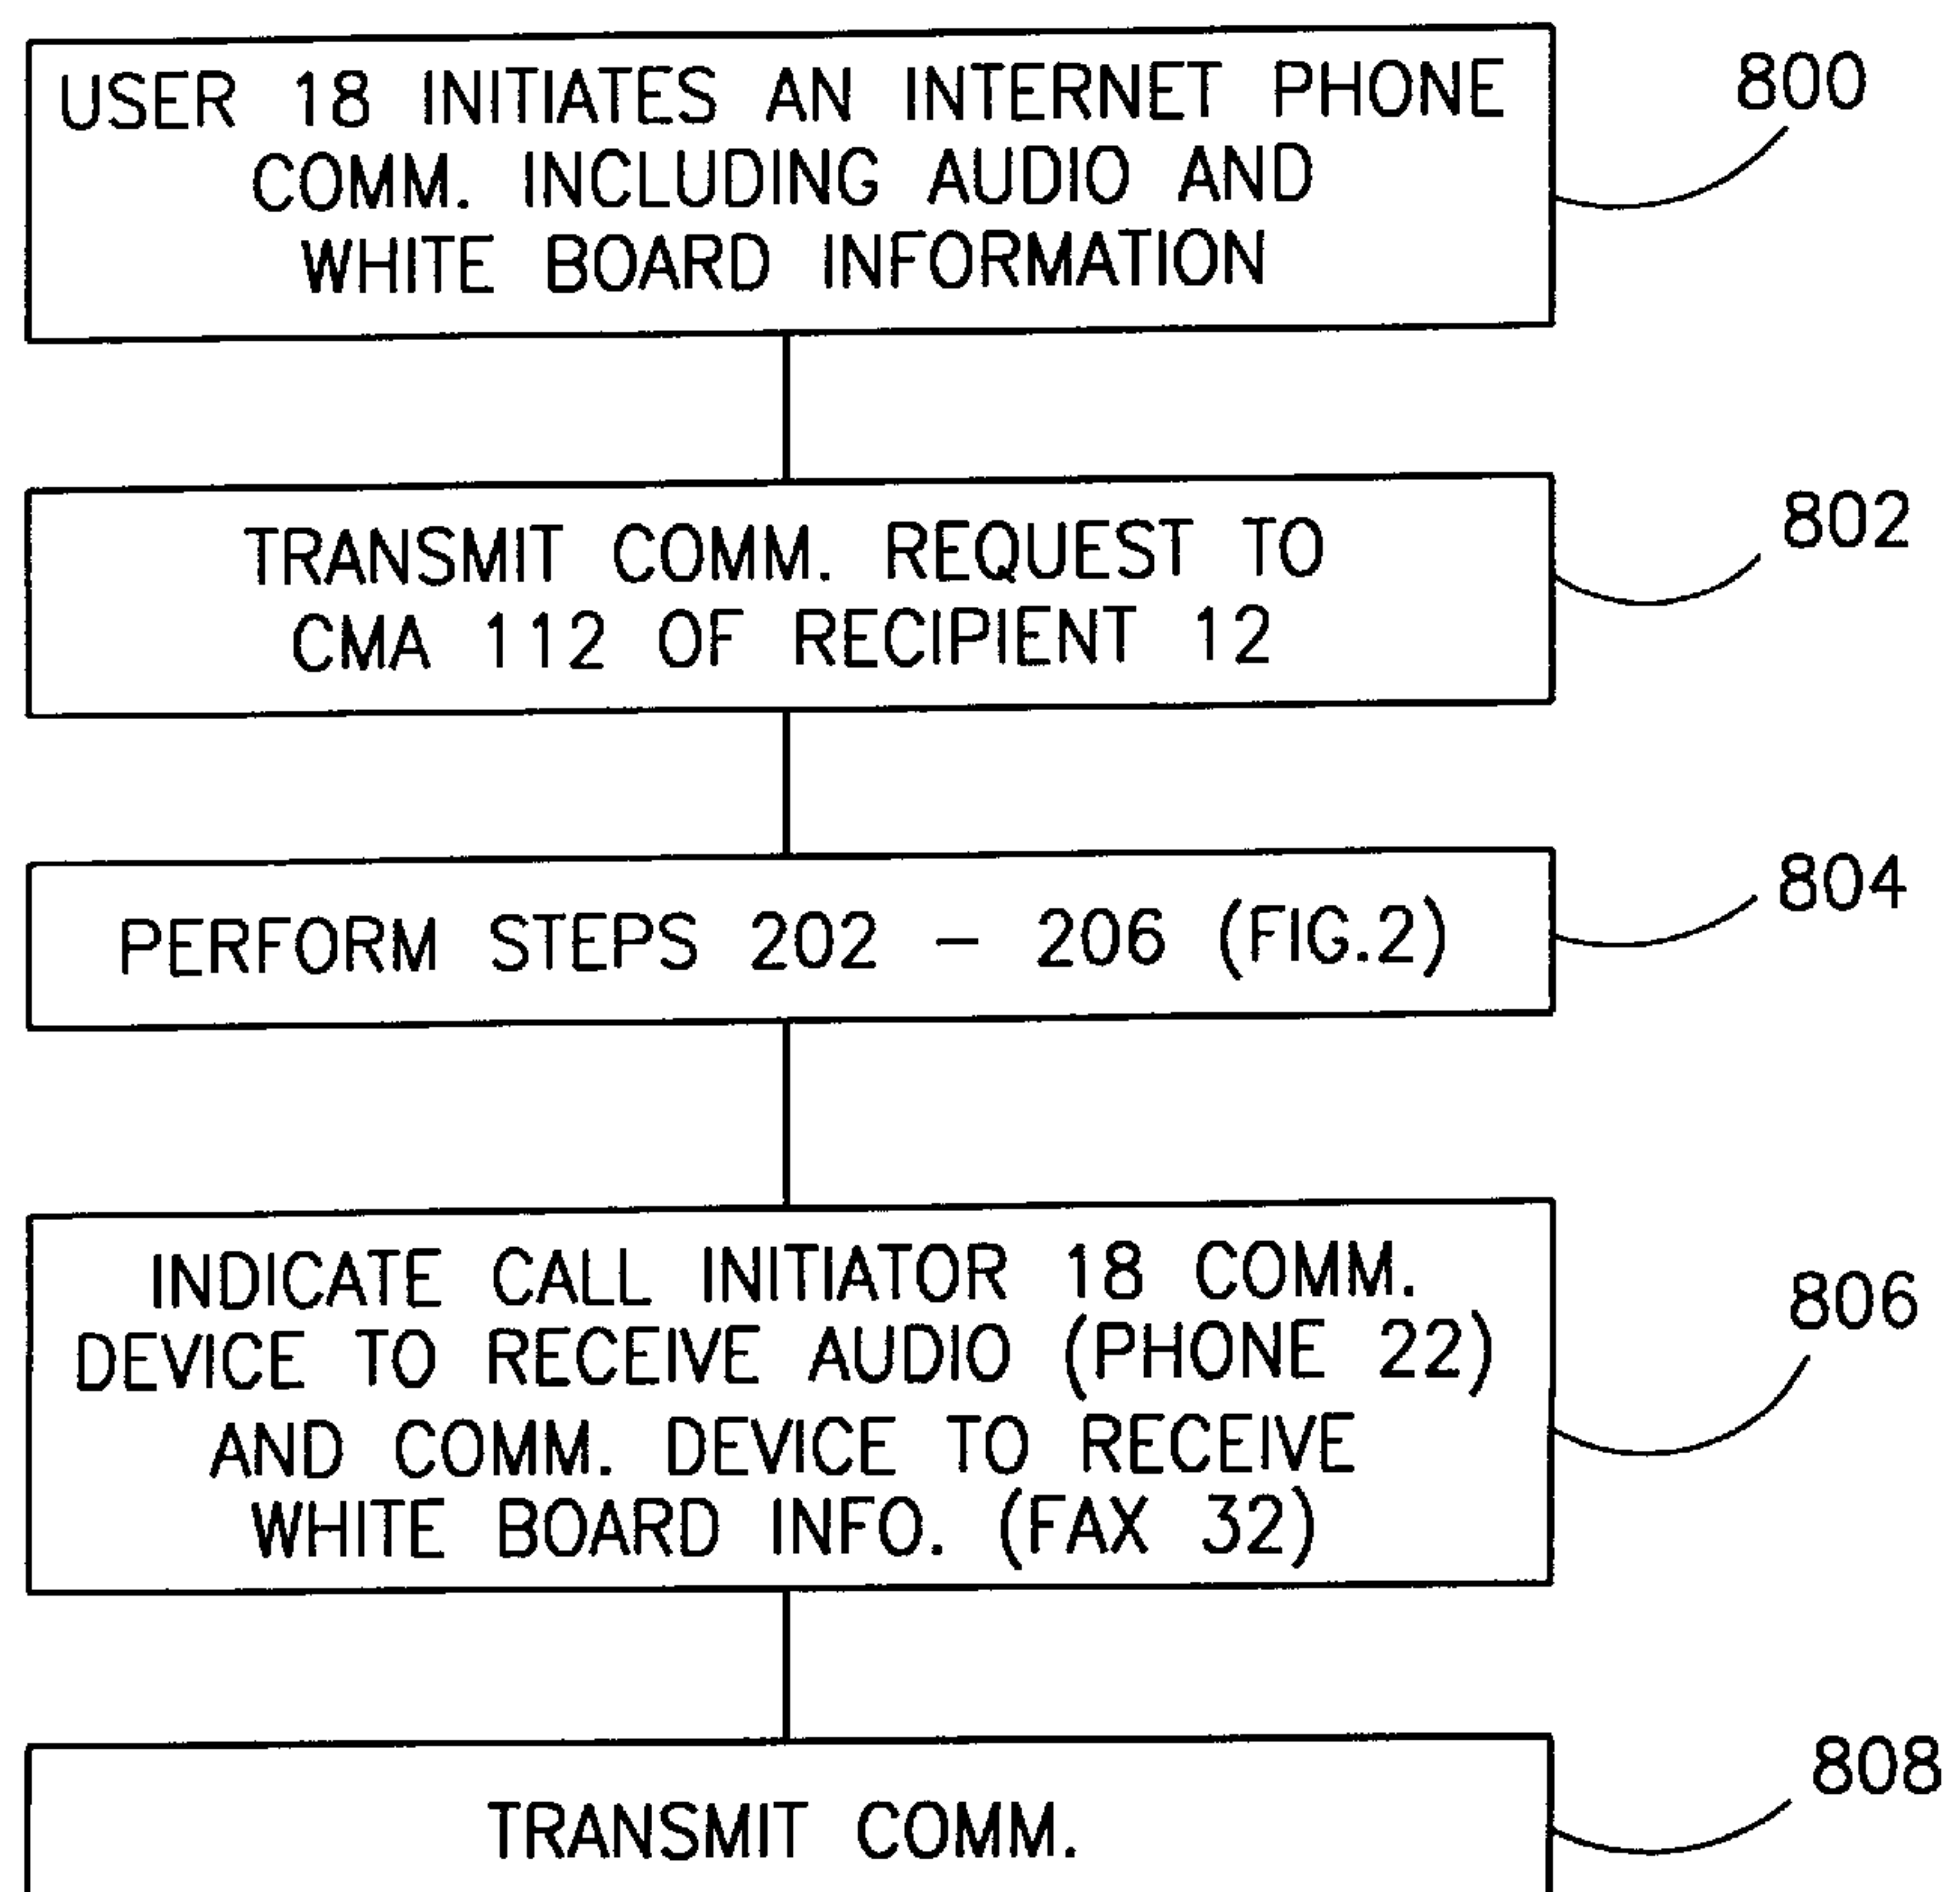 USER 18 INITIATES AN INTERNET PHONE
COMM. INCLUDING AUDIO AND
WHITE BOARD INFORMATION
800
TRANSMIT COMM. REQUEST TO
CMA 112 OF RECIPIENT 12
802
PERFORM STEPS 202 – 206 (FIG.2)
804
INDICATE CALL INITIATOR 18 COMM.
DEVICE TO RECEIVE AUDIO (PHONE 22)
AND COMM. DEVICE TO RECEIVE
WHITE BOARD INFO. (FAX 32)
806
TRANSMIT COMM.
808